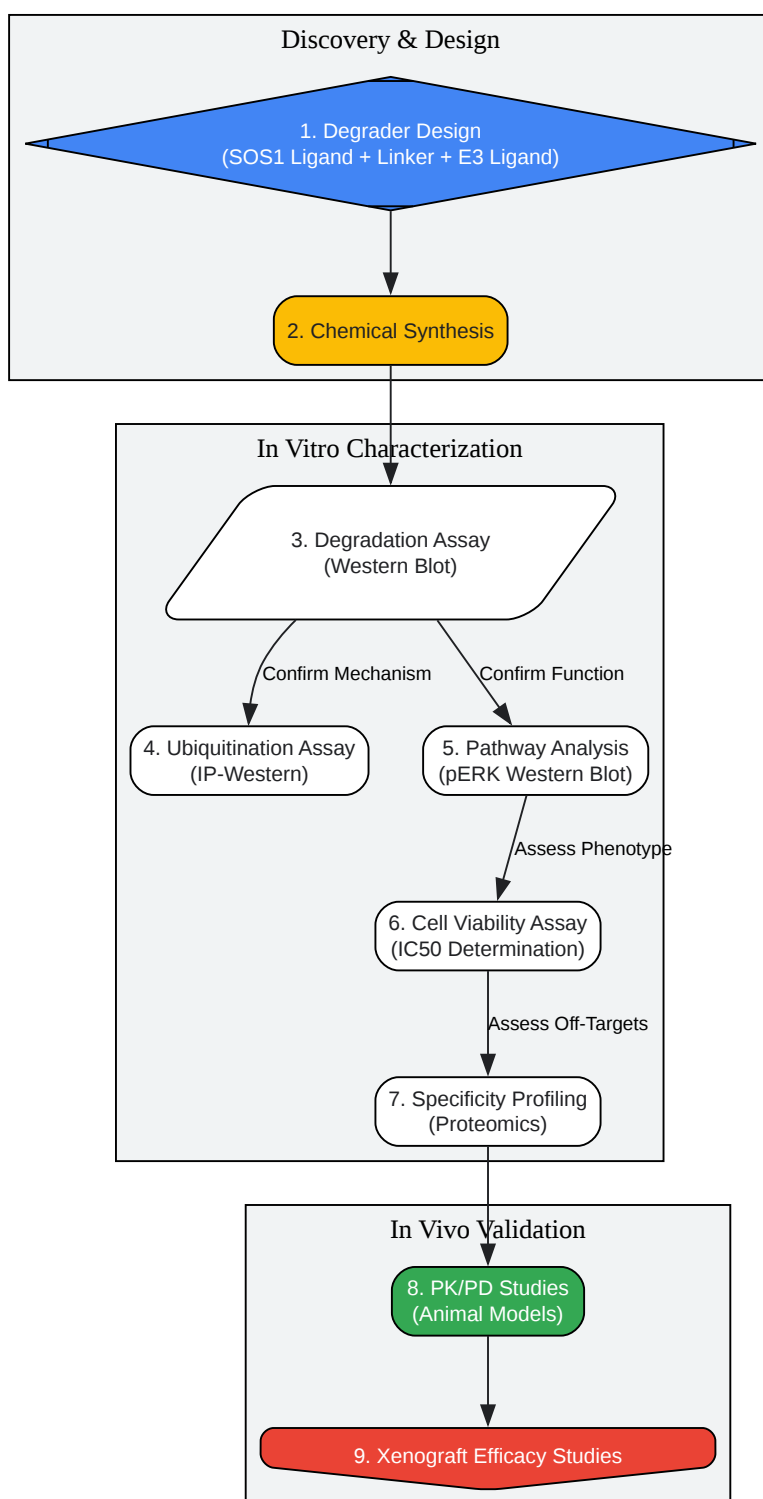 Discovery & Design
1. Degrader Design
(SOS1 Ligand + Linker + E3 Ligand)
2. Chemical Synthesis
In Vitro Characterization
3. Degradation Assay
(Western Blot)
Confirm Mechanism
Confirm Function
4. Ubiquitination Assay
(IP-Western)
5. Pathway Analysis
(pERK Western Blot)
Assess Phenotype
6. Cell Viability Assay
(IC50 Determination)
Assess Off-Targets
7. Specificity Profiling
(Proteomics)
In Vivo Validation
8. PK/PD Studies
(Animal Models)
9. Xenograft Efficacy Studies